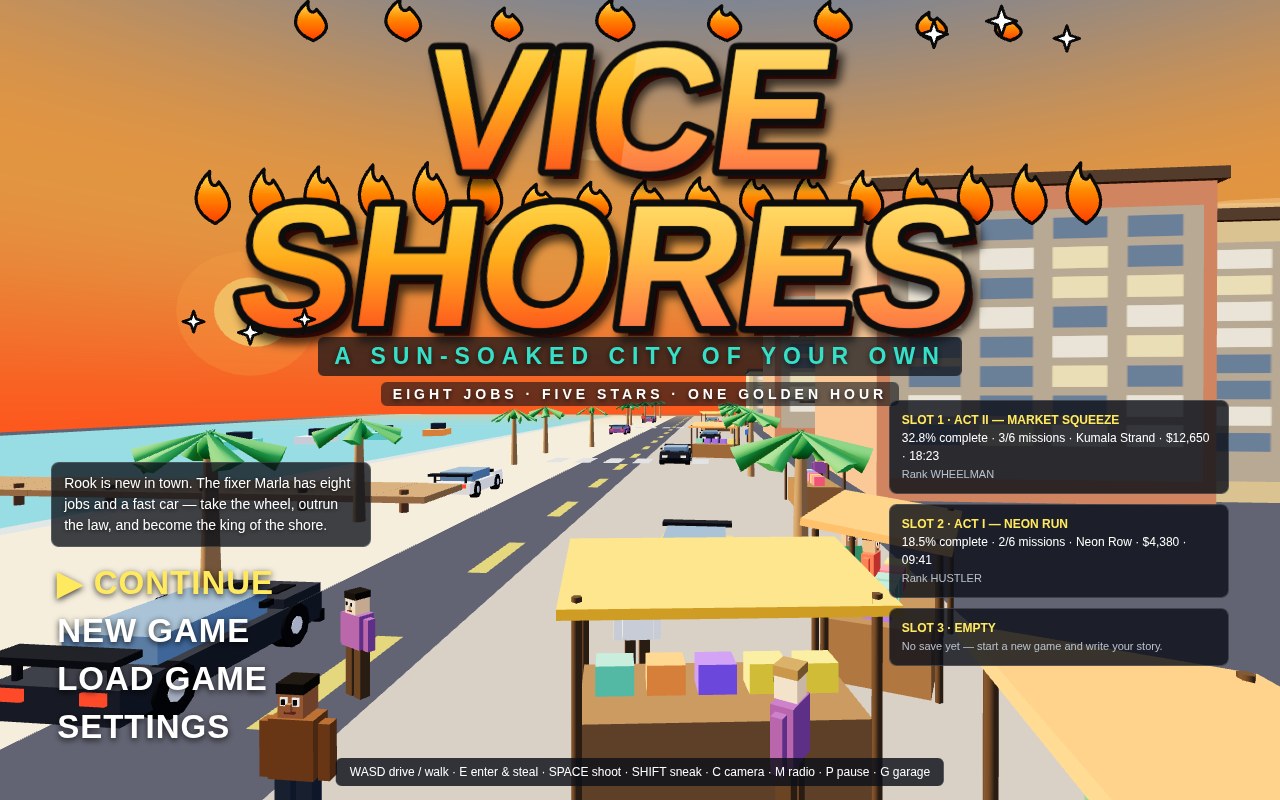 VICE
SHORES
A SUN-SOAKED CITY OF YOUR OWN
EIGHT JOBS · FIVE STARS · ONE GOLDEN HOUR
Rook is new in town. The fixer Marla has eight
jobs and a fast car — take the wheel, outrun
the law, and become the king of the shore.
▶ CONTINUE
NEW GAME
LOAD GAME
SETTINGS
SLOT 1 · ACT II — MARKET SQUEEZE
32.8% complete · 3/6 missions · Kumala Strand · $12,650
· 18:23
Rank WHEELMAN
SLOT 2 · ACT I — NEON RUN
18.5% complete · 2/6 missions · Neon Row · $4,380 ·
09:41
Rank HUSTLER
SLOT 3 · EMPTY
No save yet — start a new game and write your story.
WASD drive / walk · E enter & steal · SPACE shoot · SHIFT sneak · C camera · M radio · P pause · G garage